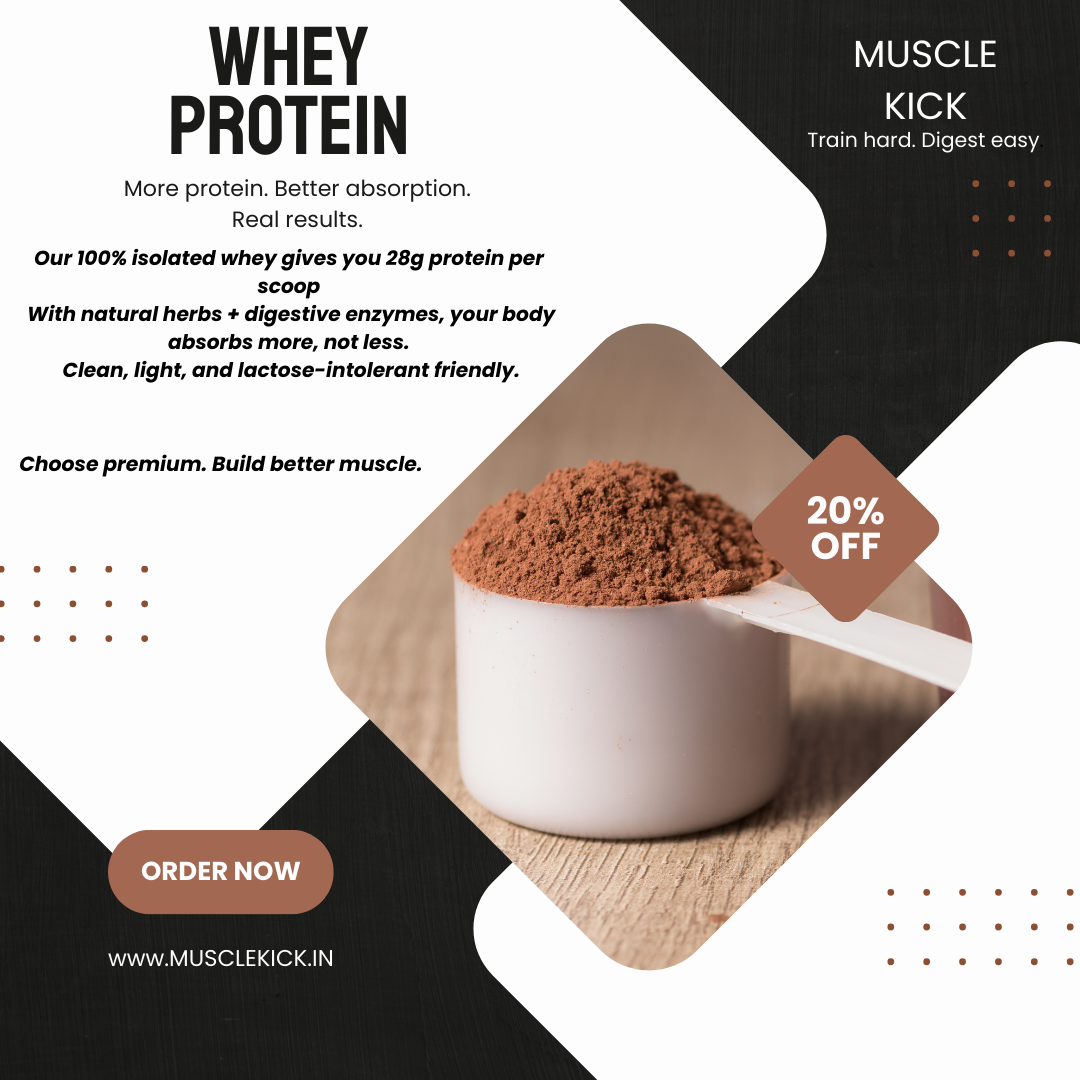 WHEY
PROTEIN
More protein. Better absorption.
Real results.
Our 100% isolated whey gives you 28g protein per
scoop
With natural herbs + digestive enzymes, your body
absorbs more, not less.
Clean, light, and lactose-intolerant friendly.
Choose premium. Build better muscle.
MUSCLE
KICK
Train hard. Digest easy.
20%
OFF
ORDER NOW
www.MUSCLEKICK.IN